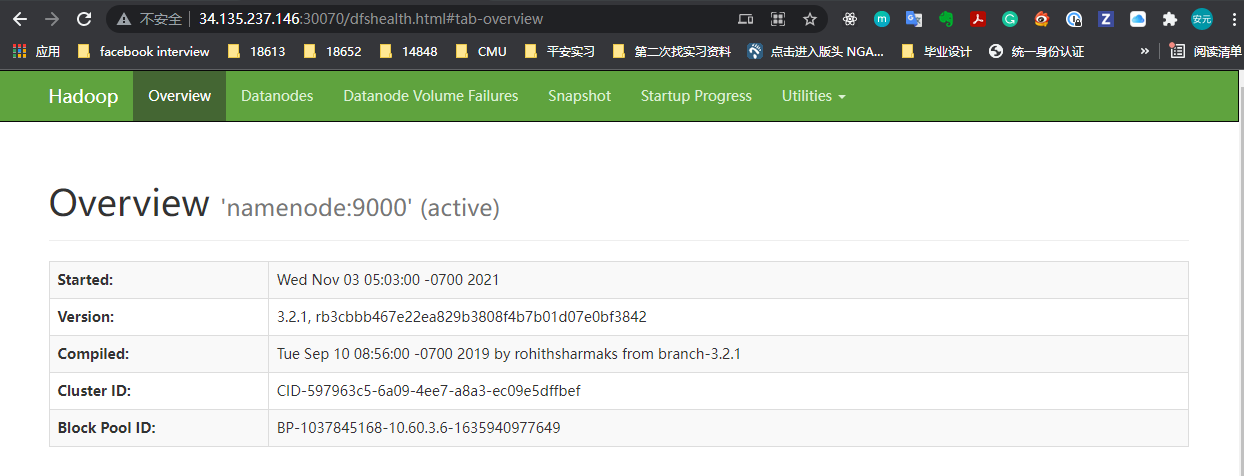 不安全 34.135.237.146:30070/dfshealth.html#tab-overview 安元
应用 facebook interview 18613 18652 14848 CMU 平安实习 第二次找实习资料 点击进入版头 NGA... 毕业设计 统一身份认证 » 阅读清单
Hadoop Overview Datanodes Datanode Volume Failures Snapshot Startup Progress Utilities
Overview 'namenode:9000' (active)
Started: Wed Nov 03 05:03:00 -0700 2021
Version: 3.2.1, rb3cbbb467e22ea829b3808f4b7b01d07e0bf3842
Compiled: Tue Sep 10 08:56:00 -0700 2019 by rohithsharmaks from branch-3.2.1
Cluster ID: CID-597963c5-6a09-4ee7-a8a3-ec09e5dffbef
Block Pool ID: BP-1037845168-10.60.3.6-1635940977649